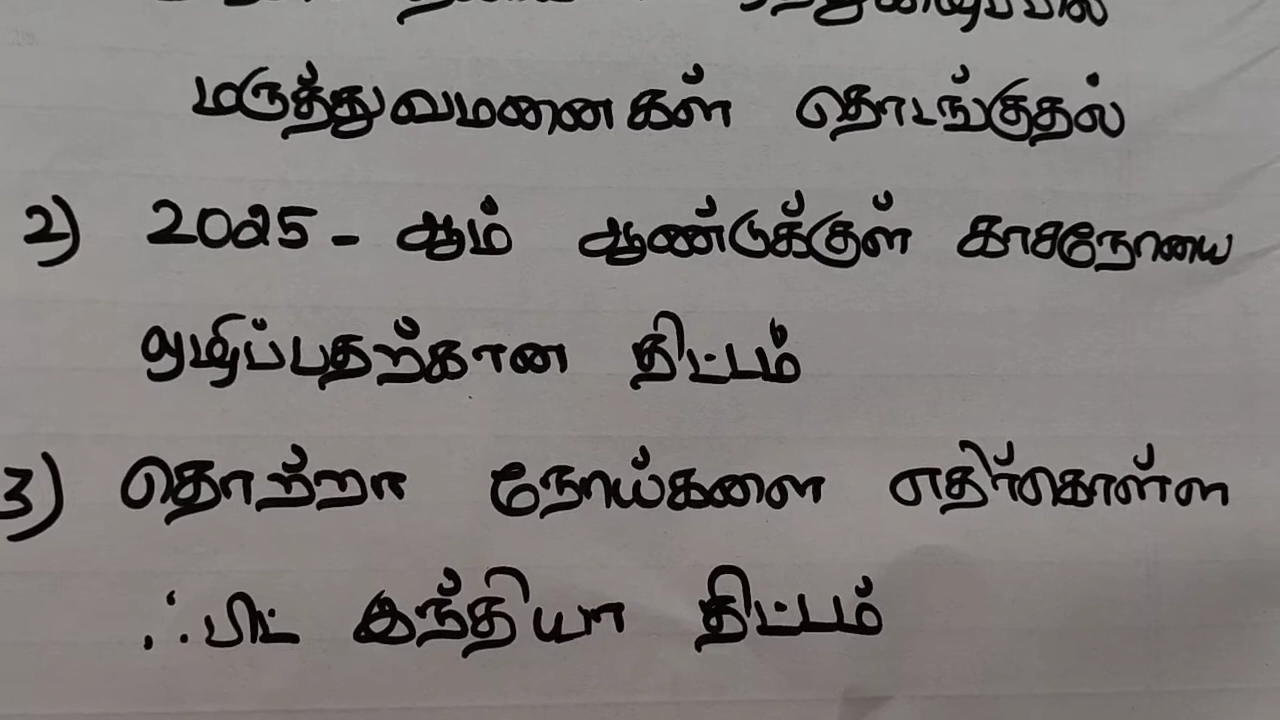 மருத்துவமனைகள் தொடங்குதல்
2) 2025 - ஆம் ஆண்டுக்குள் காசநோயை
ஒழிப்பதற்கான திட்டம்
3) தொற்றா நோய்களை எதிர்கொள்ள
ஃபிட் இந்தியா திட்டம்